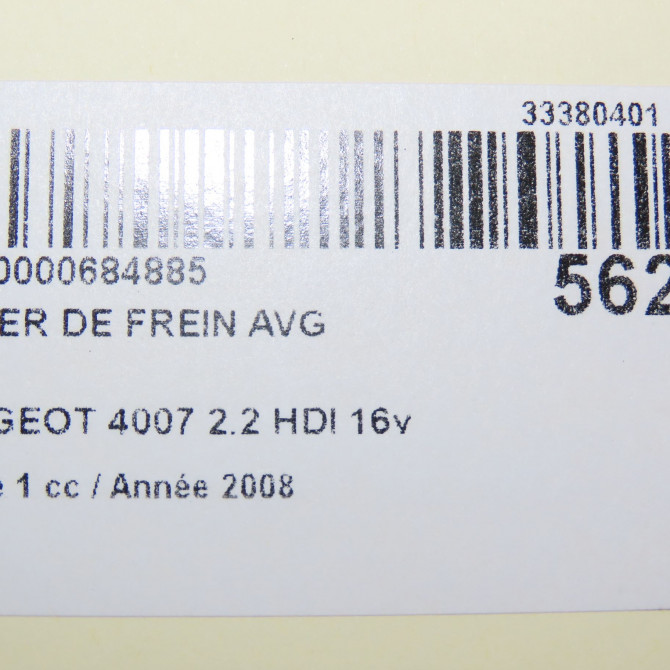 33380401
0000684885
562
ER DE FREIN AVG
GEOT 4007 2.2 HDI 16v
e 1 cc / Année 2008